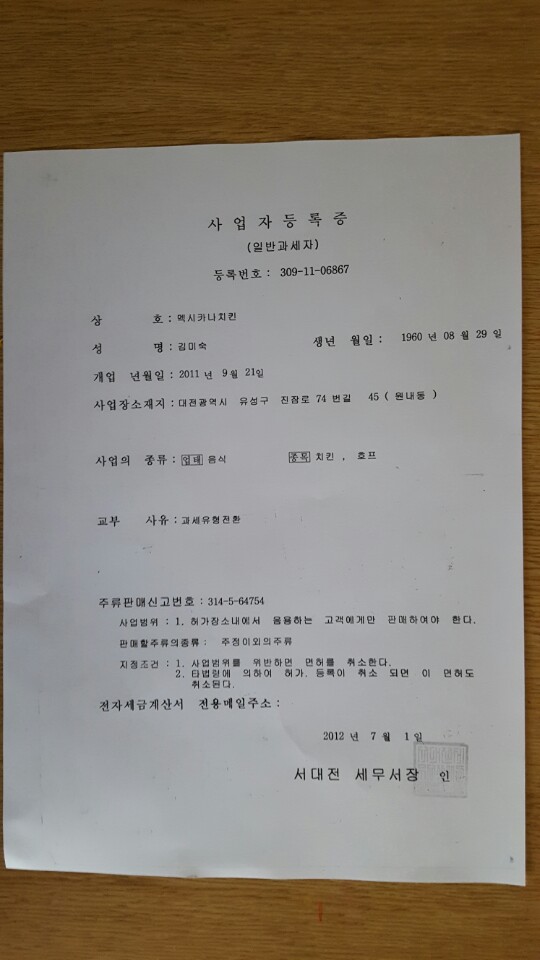 사업자등록증
(일반과세자)
등록번호 : 309-11-06867
상 호 : 멕시카나치킨
성 명 : 김미숙 생년 월일 : 1960 년 08 월 29 일
개업 년월일 : 2011 년 9 월 21 일
사업장소재지 : 대전광역시 유성구 진잠로 74 번길 45 ( 원내동 )
사업의 종류 : 업태 음식 종목 치킨 , 호프
교부 사유 : 과세유형전환
주류판매신고번호 : 314-5-64754
사업범위 : 1. 허가장소내에서 음용하는 고객에게만 판매하여야 한다.
판매할주류의종류 : 주정이외의주류
지정조건 : 1. 사업범위를 위반하면 면허를 취소한다.
2. 타법령에 의하여 허가. 등록이 취소 되면 이 면허도
취소된다.
전자세금계산서 전용메일주소 :
2012 년 7 월 1 일
서대전 세무서장 인